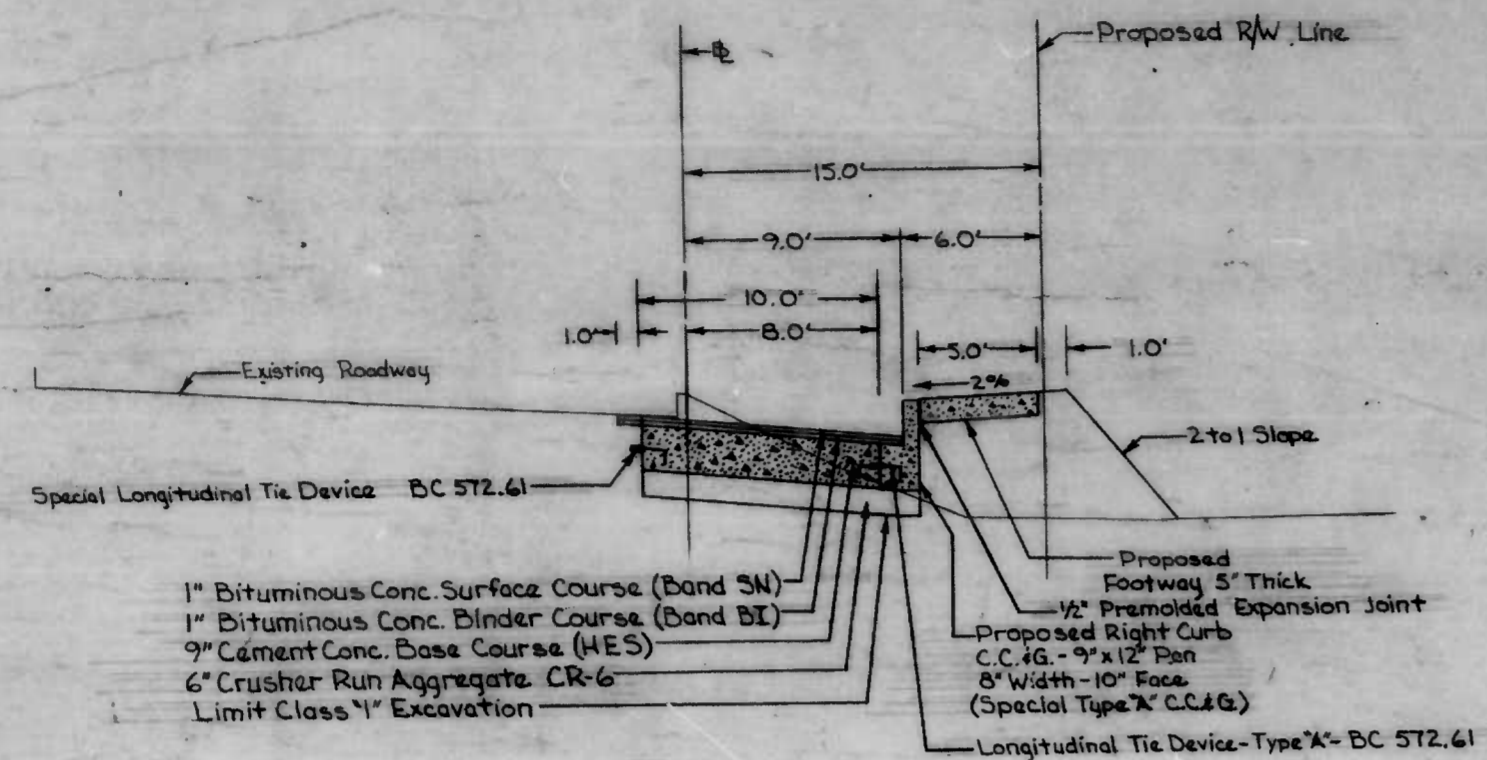 Proposed R/W Line
℄
15.0'
9.0'
6.0'
10.0'
1.0'
8.0'
5.0'
1.0'
2%
Existing Roadway
2 to 1 Slope
Special Longitudinal Tie Device BC 572.61
Proposed
Footway 5" Thick
1/2" Premolded Expansion Joint
Proposed Right Curb
C.C.&G. - 9" x 12" Pan
8" Width - 10" Face
(Special Type "A" C.C.&G.)
Longitudinal Tie Device - Type "A" - BC 572.61
1" Bituminous Conc. Surface Course (Band SN)
1" Bituminous Conc. Binder Course (Band BI)
9" Cement Conc. Base Course (HES)
6" Crusher Run Aggregate CR-6
Limit Class "1" Excavation